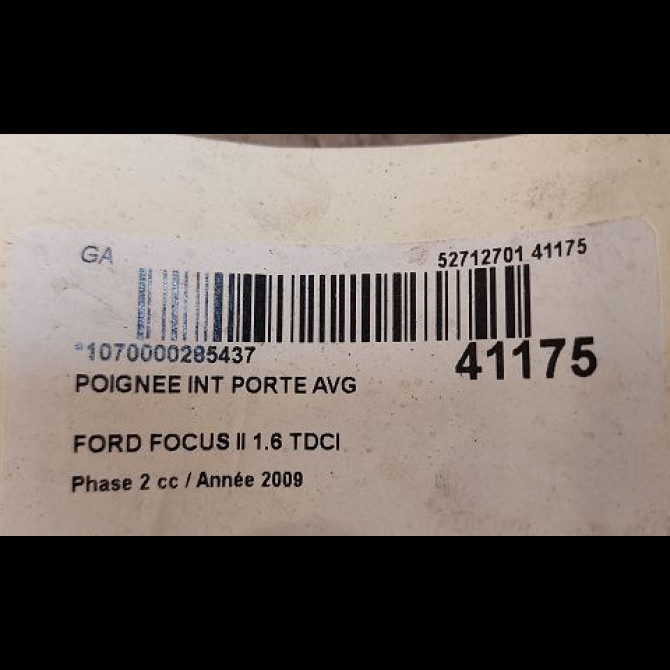 GA
52712701 41175
*1070000285437
41175
POIGNEE INT PORTE AVG
FORD FOCUS II 1.6 TDCI
Phase 2 cc / Année 2009